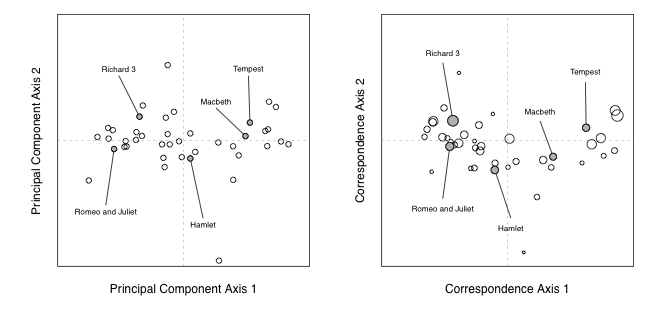 Richard 3
Tempest
Macbeth
Romeo and Juliet
Hamlet
Principal Component Axis 2
Principal Component Axis 1
Richard 3
Tempest
Macbeth
Romeo and Juliet
Hamlet
Correspondence Axis 2
Correspondence Axis 1